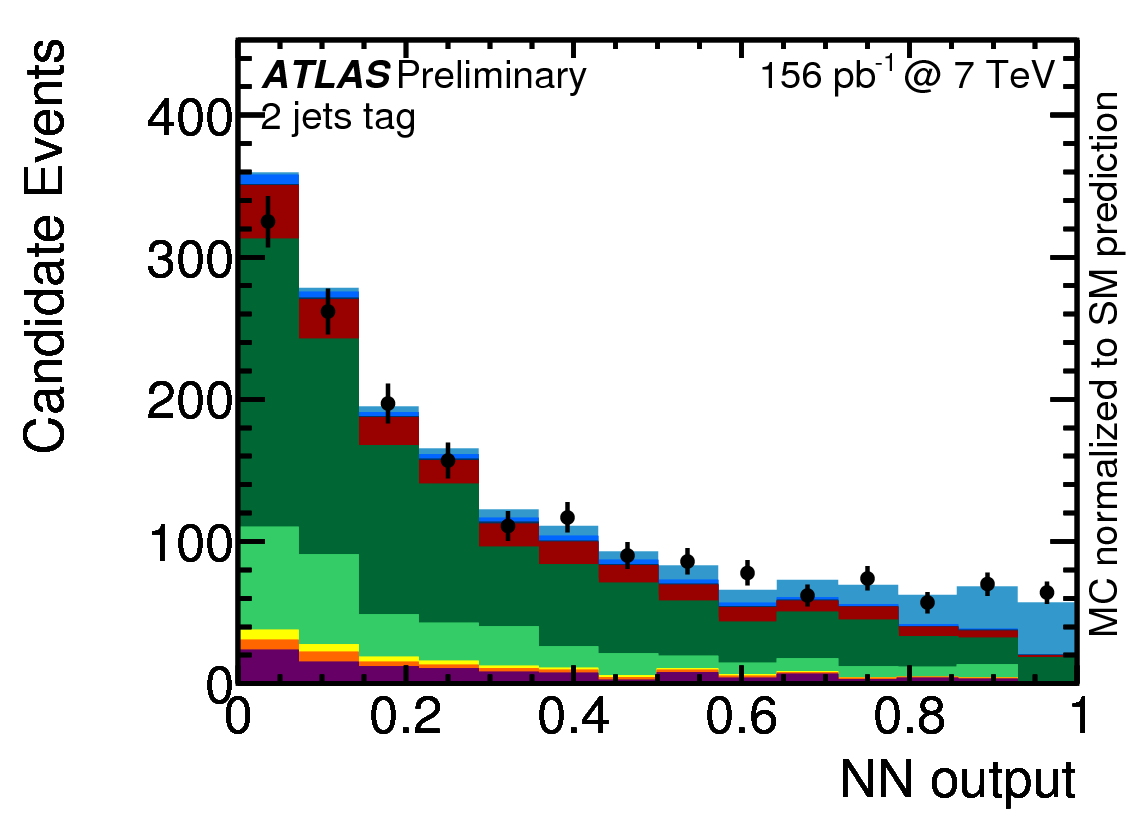 Candidate Events
ATLAS Preliminary
156 pb-1 @ 7 TeV
2 jets tag
400
300
200
100
0
0 0.2 0.4 0.6 0.8 1
NN output
MC normalized to SM prediction